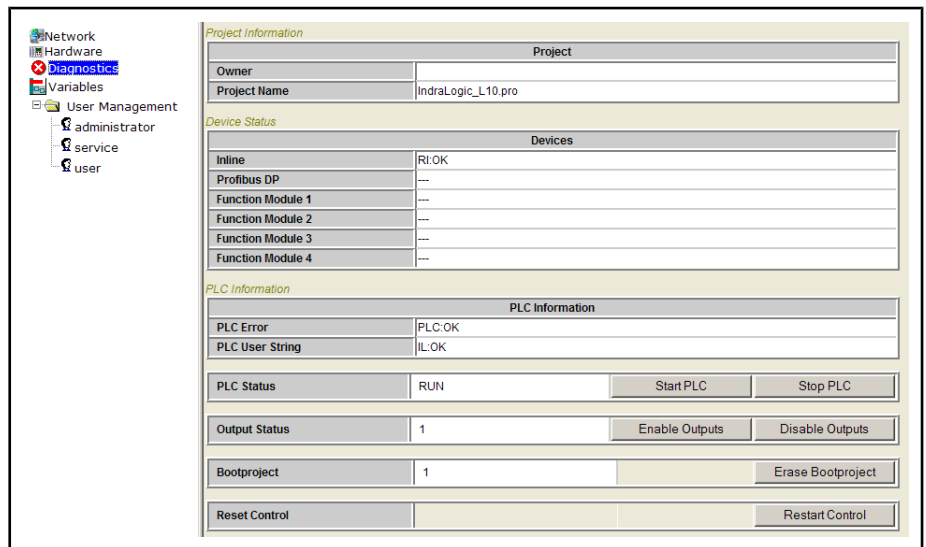 Network
Hardware
Diagnostics
Variables
User Management
administrator
service
user
Project Information
Project
Owner
Project Name IndraLogic_L10.pro
Device Status
Devices
Inline RI:OK
Profibus DP ---
Function Module 1 ---
Function Module 2 ---
Function Module 3 ---
Function Module 4 ---
PLC Information
PLC Information
PLC Error PLC:OK
PLC User String IL:OK
PLC Status RUN Start PLC Stop PLC
Output Status 1 Enable Outputs Disable Outputs
Bootproject 1 Erase Bootproject
Reset Control Restart Control